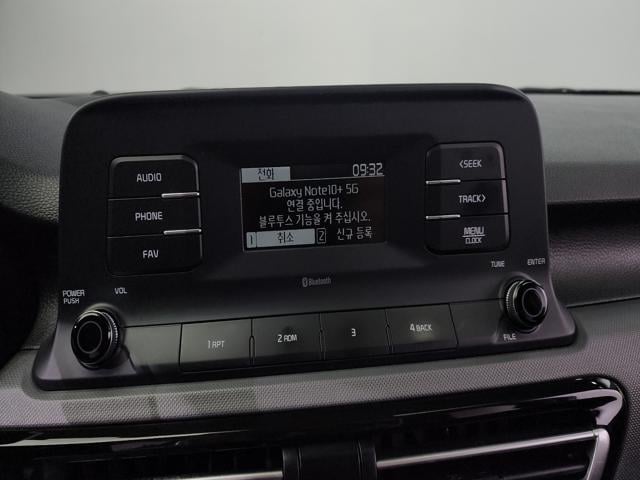 AUDIO
PHONE
FAV
전화 09:32
Galaxy Note10+ 5G
연결 중입니다.
블루투스 기능을 켜 주십시오.
1 취소 2 신규 등록
<SEEK
TRACK>
MENU
CLOCK
POWER
PUSH
VOL
Bluetooth
TUNE
ENTER
FILE
1 RPT
2 RDM
3
4 BACK